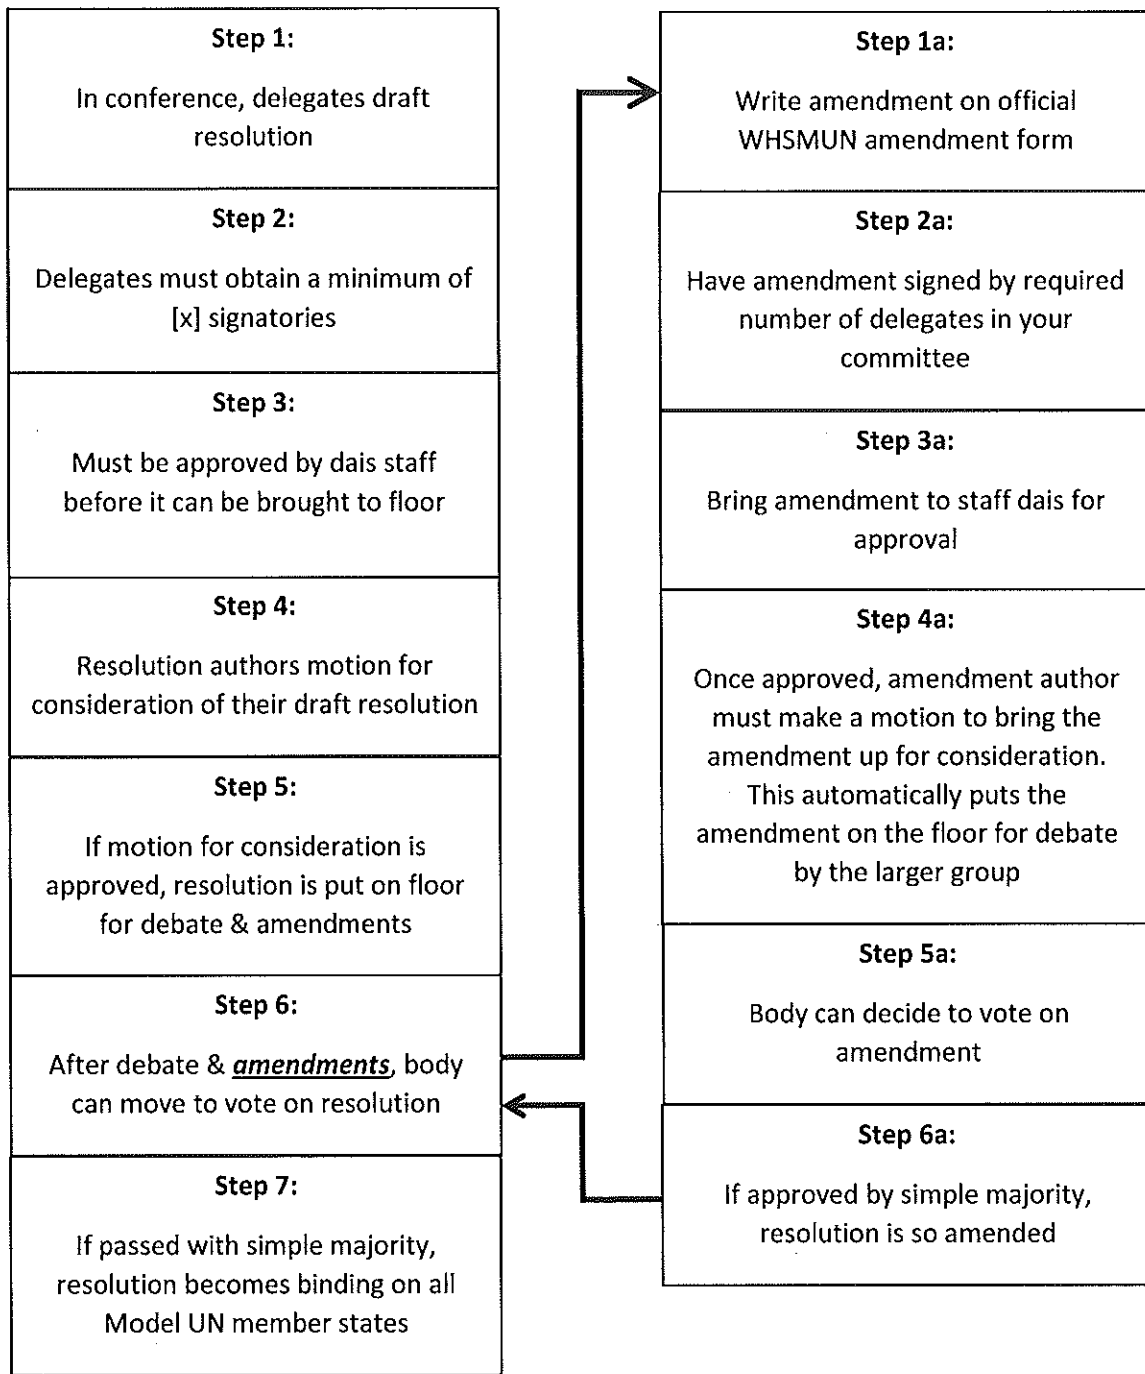 Step 1:
In conference, delegates draft
resolution
Step 2:
Delegates must obtain a minimum of
[x] signatories
Step 3:
Must be approved by dais staff
before it can be brought to floor
Step 4:
Resolution authors motion for
consideration of their draft resolution
Step 5:
If motion for consideration is
approved, resolution is put on floor
for debate & amendments
Step 6:
After debate & amendments, body
can move to vote on resolution
Step 7:
If passed with simple majority,
resolution becomes binding on all
Model UN member states
Step 1a:
Write amendment on official
WHSMUN amendment form
Step 2a:
Have amendment signed by required
number of delegates in your
committee
Step 3a:
Bring amendment to staff dais for
approval
Step 4a:
Once approved, amendment author
must make a motion to bring the
amendment up for consideration.
This automatically puts the
amendment on the floor for debate
by the larger group
Step 5a:
Body can decide to vote on
amendment
Step 6a:
If approved by simple majority,
resolution is so amended